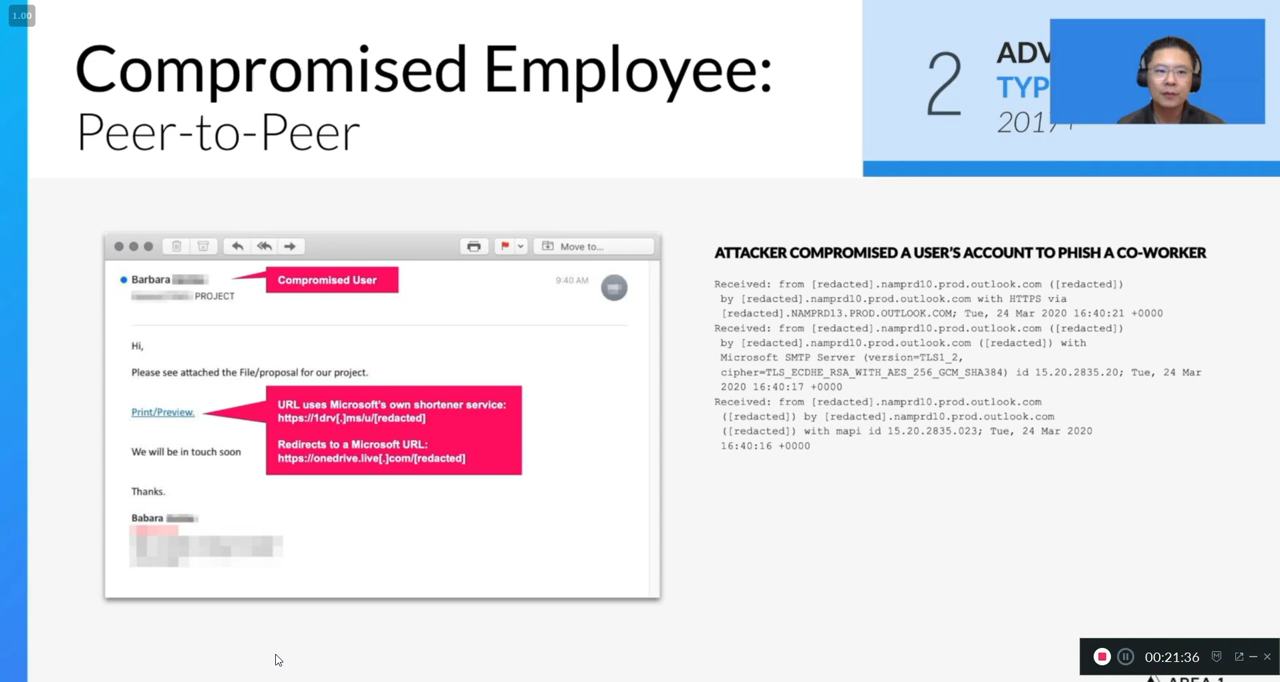 1.00
Compromised Employee:
Peer-to-Peer
2
ADV
TYP
2017+
Move to...
Barbara
Compromised User
9:40 AM
PROJECT
Hi,
Please see attached the File/proposal for our project.
Print/Preview.
URL uses Microsoft's own shortener service:
https://1drv[.]ms/u/[redacted]
Redirects to a Microsoft URL:
https://onedrive.live[.]com/[redacted]
We will be in touch soon
Thanks.
Babara
ATTACKER COMPROMISED A USER'S ACCOUNT TO PHISH A CO-WORKER
Received: from [redacted].namprd10.prod.outlook.com ([redacted])
by [redacted].namprd10.prod.outlook.com with HTTPS via
[redacted].NAMPRD13.PROD.OUTLOOK.COM; Tue, 24 Mar 2020 16:40:21 +0000
Received: from [redacted].namprd10.prod.outlook.com ([redacted])
by [redacted].namprd10.prod.outlook.com ([redacted]) with
Microsoft SMTP Server (version=TLS1_2,
cipher=TLS_ECDHE_RSA_WITH_AES_256_GCM_SHA384) id 15.20.2835.20; Tue, 24 Mar
2020 16:40:17 +0000
Received: from [redacted].namprd10.prod.outlook.com
([redacted]) by [redacted].namprd10.prod.outlook.com
([redacted]) with mapi id 15.20.2835.023; Tue, 24 Mar 2020
16:40:16 +0000
00:21:36
AREA 1